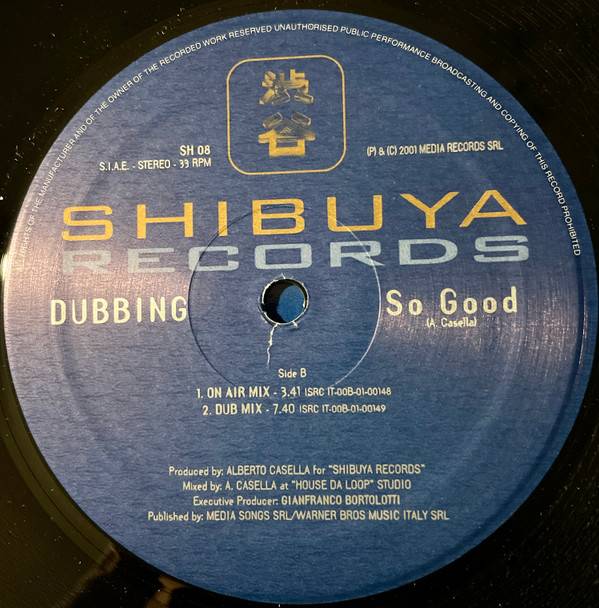 RIGHTS OF THE MANUFACTURER AND OF THE OWNER OF THE RECORDED WORK RESERVED UNAUTHORISED PUBLIC PERFORMANCE BROADCASTING AND COPYING OF THIS RECORD PROHIBITED
渋谷
SH 08
S.I.A.E. - STEREO - 33 RPM
(P) & (C) 2001 MEDIA RECORDS SRL
SHIBUYA
RECORDS
DUBBING
So Good
(A. Casella)
Side B
1. ON AIR MIX - 3.41 ISRC IT-00B-01-00148
2. DUB MIX - 7.40 ISRC IT-00B-01-00149
Produced by: ALBERTO CASELLA for "SHIBUYA RECORDS"
Mixed by: A. CASELLA at "HOUSE DA LOOP" STUDIO
Executive Producer: GIANFRANCO BORTOLOTTI
Published by: MEDIA SONGS SRL/WARNER BROS MUSIC ITALY SRL